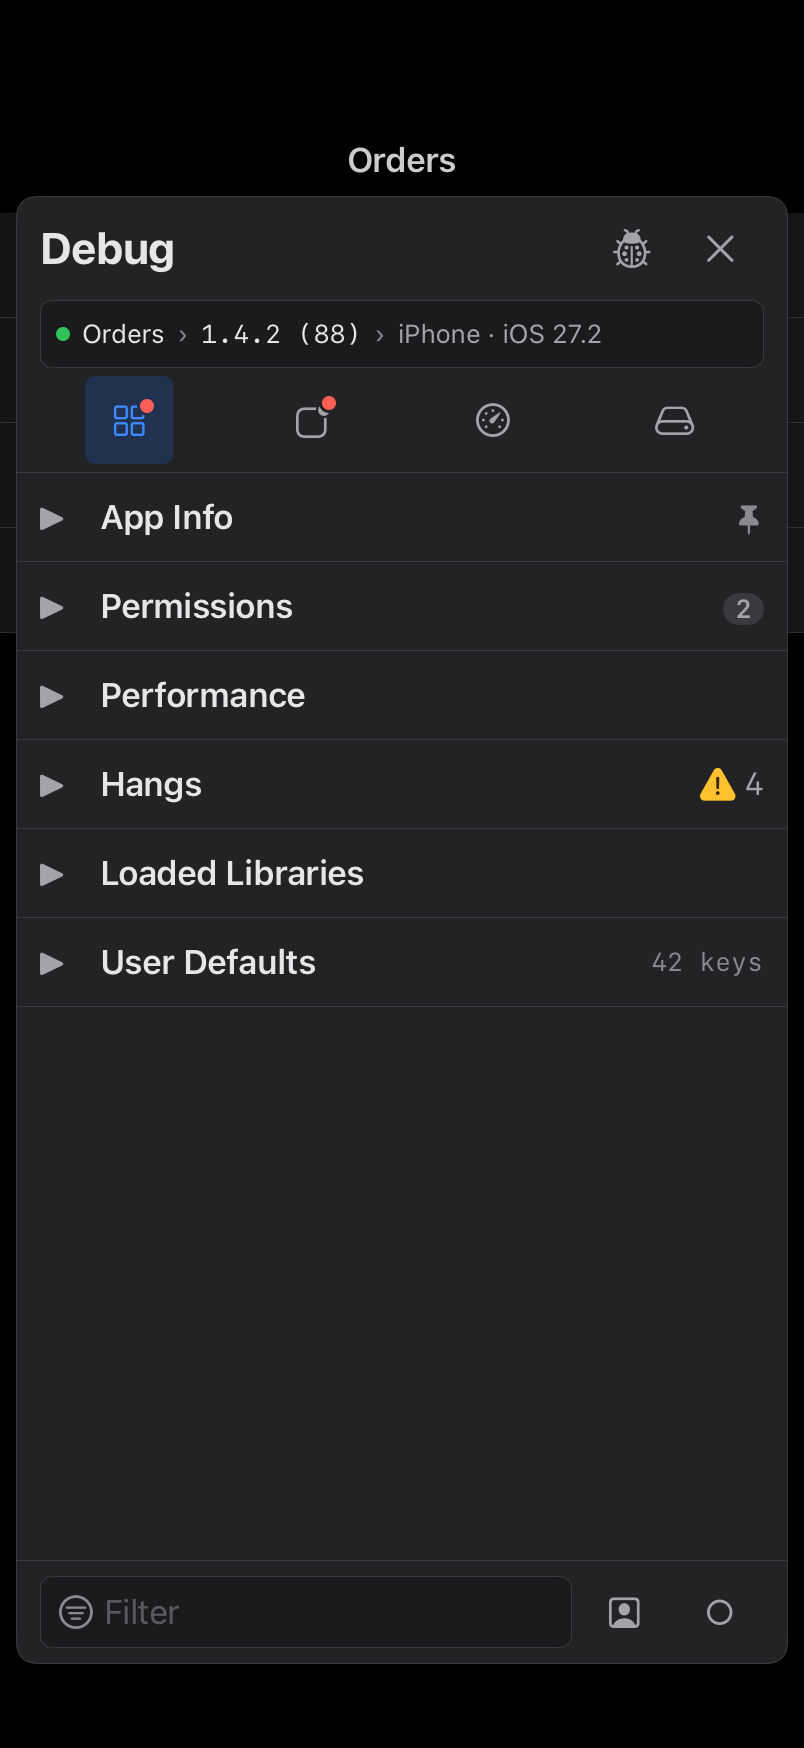 Orders
Debug
Orders › 1.4.2 (88) › iPhone · iOS 27.2
App Info
Permissions 2
Performance
Hangs 4
Loaded Libraries
User Defaults 42 keys
Filter